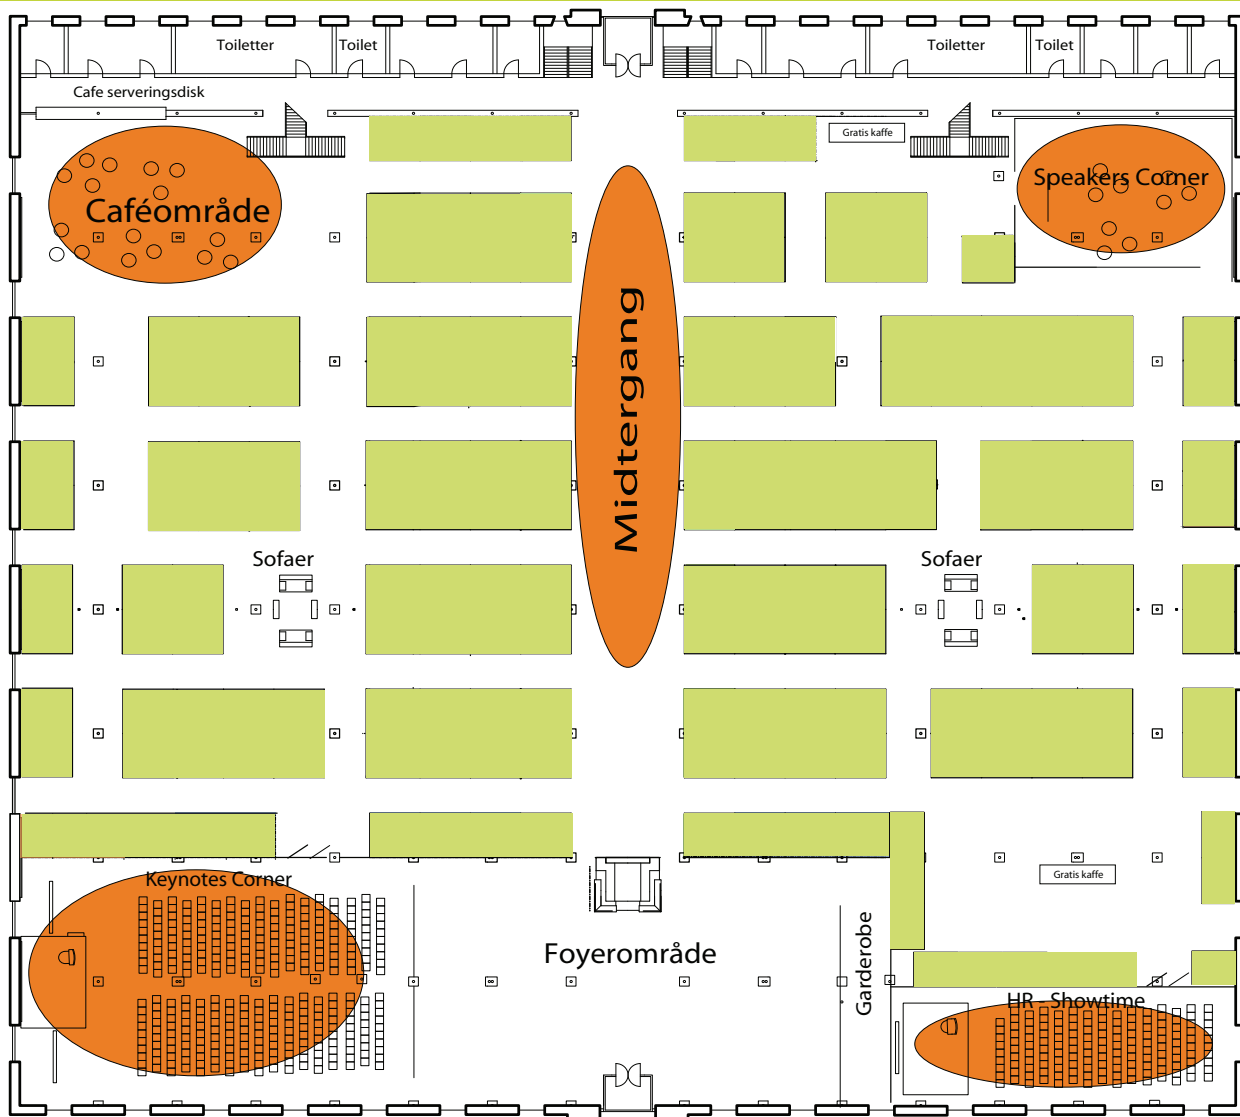 Toiletter
Toilet
Toiletter
Toilet
Cafe serveringsdisk
Gratis kaffe
Speakers Corner
Caféområde
Midtergang
Sofaer
Sofaer
Keynotes Corner
Gratis kaffe
Foyerområde
Garderobe
HR - Showtime